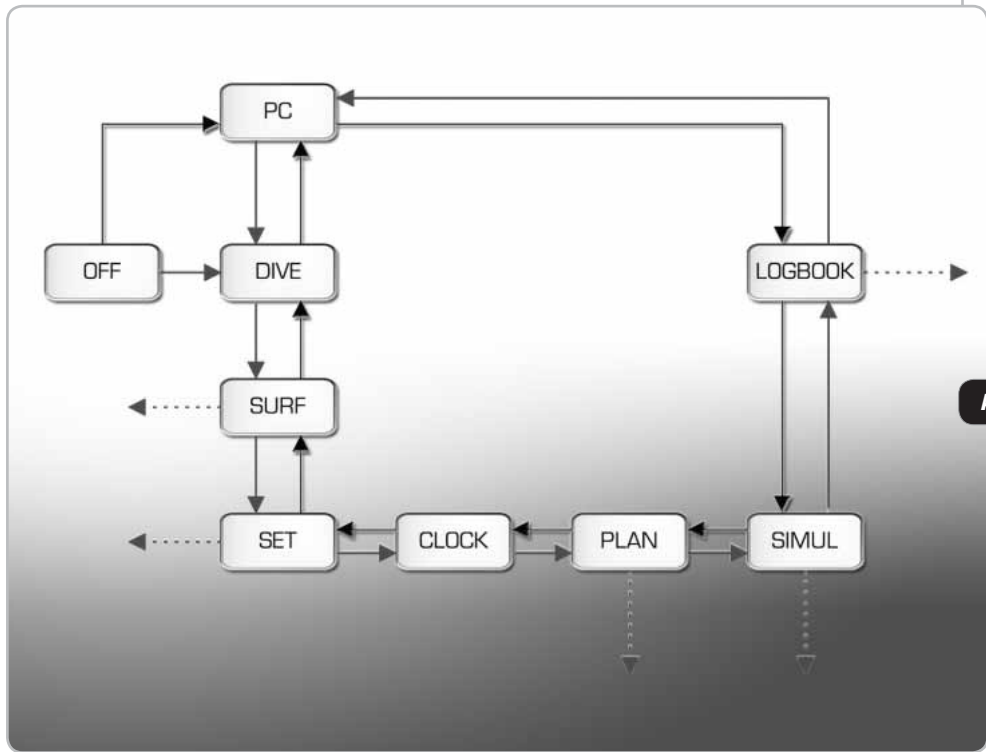 PC
OFF
DIVE
LOGBOOK
SURF
SET
CLOCK
PLAN
SIMUL